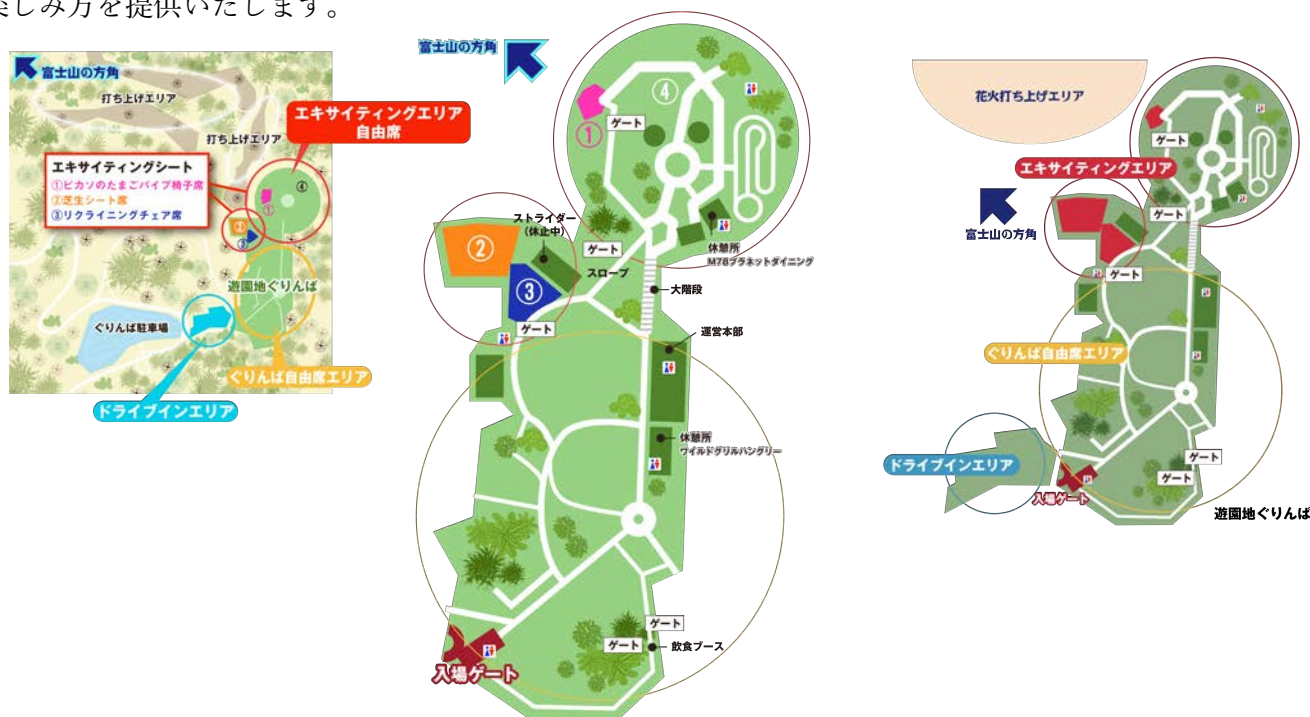 楽しみ方を提供いたします。
富士山の方角
打ち上げエリア
打ち上げエリア
エキサイティングエリア
自由席
エキサイティングシート
①ピカソのたまごパイプ椅子席
②芝生シート席
③リクライニングチェア席
④
①
②
③
遊園地ぐりんぱ
ぐりんぱ駐車場
ぐりんぱ自由席エリア
ドライブインエリア
富士山の方角
④
①
ゲート
ストライダー
(休止中)
②
ゲート
休憩所
M78プラネットダイニング
スロープ
③
大階段
ゲート
運営本部
休憩所
ワイルドグリルハングリー
ゲート
ゲート
飲食ブース
入場ゲート
花火打ち上げエリア
ゲート
エキサイティングエリア
ゲート
富士山の方角
ゲート
ぐりんぱ自由席エリア
ドライブインエリア
ゲート
ゲート
入場ゲート
遊園地ぐりんぱ